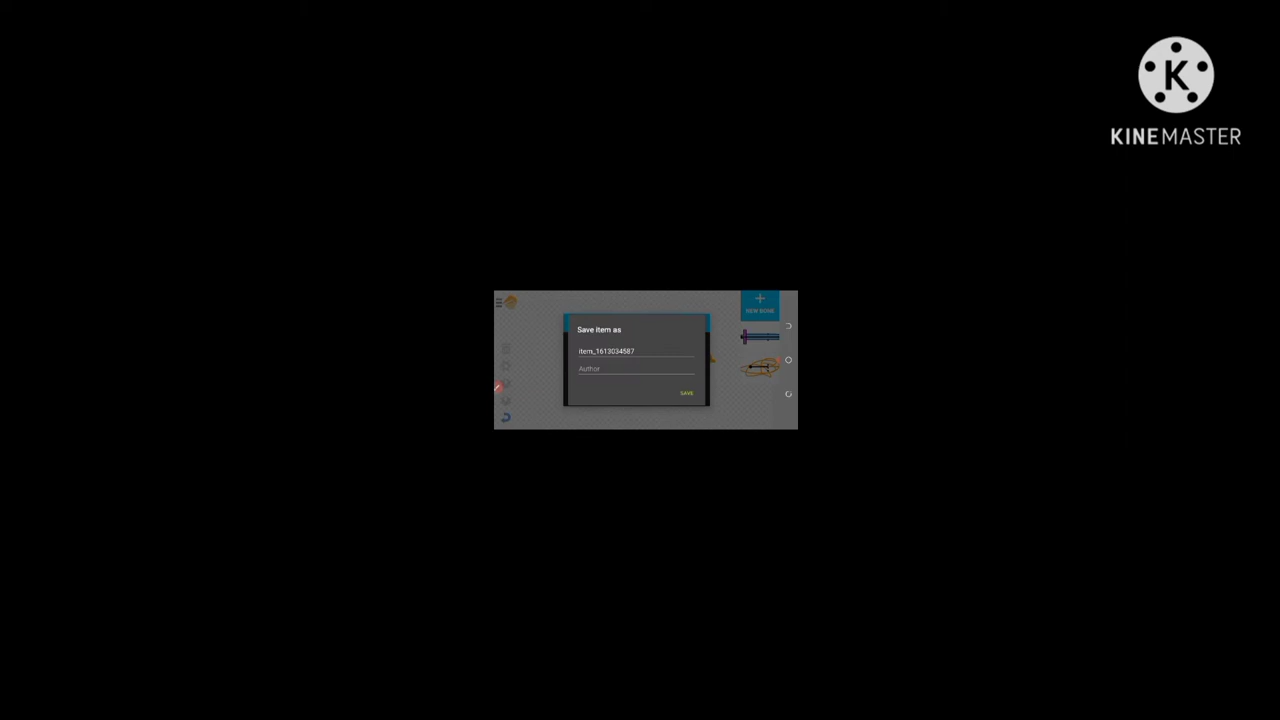 KINEMASTER
NEW BONE
Save item as
item_1613034587
Author
SAVE